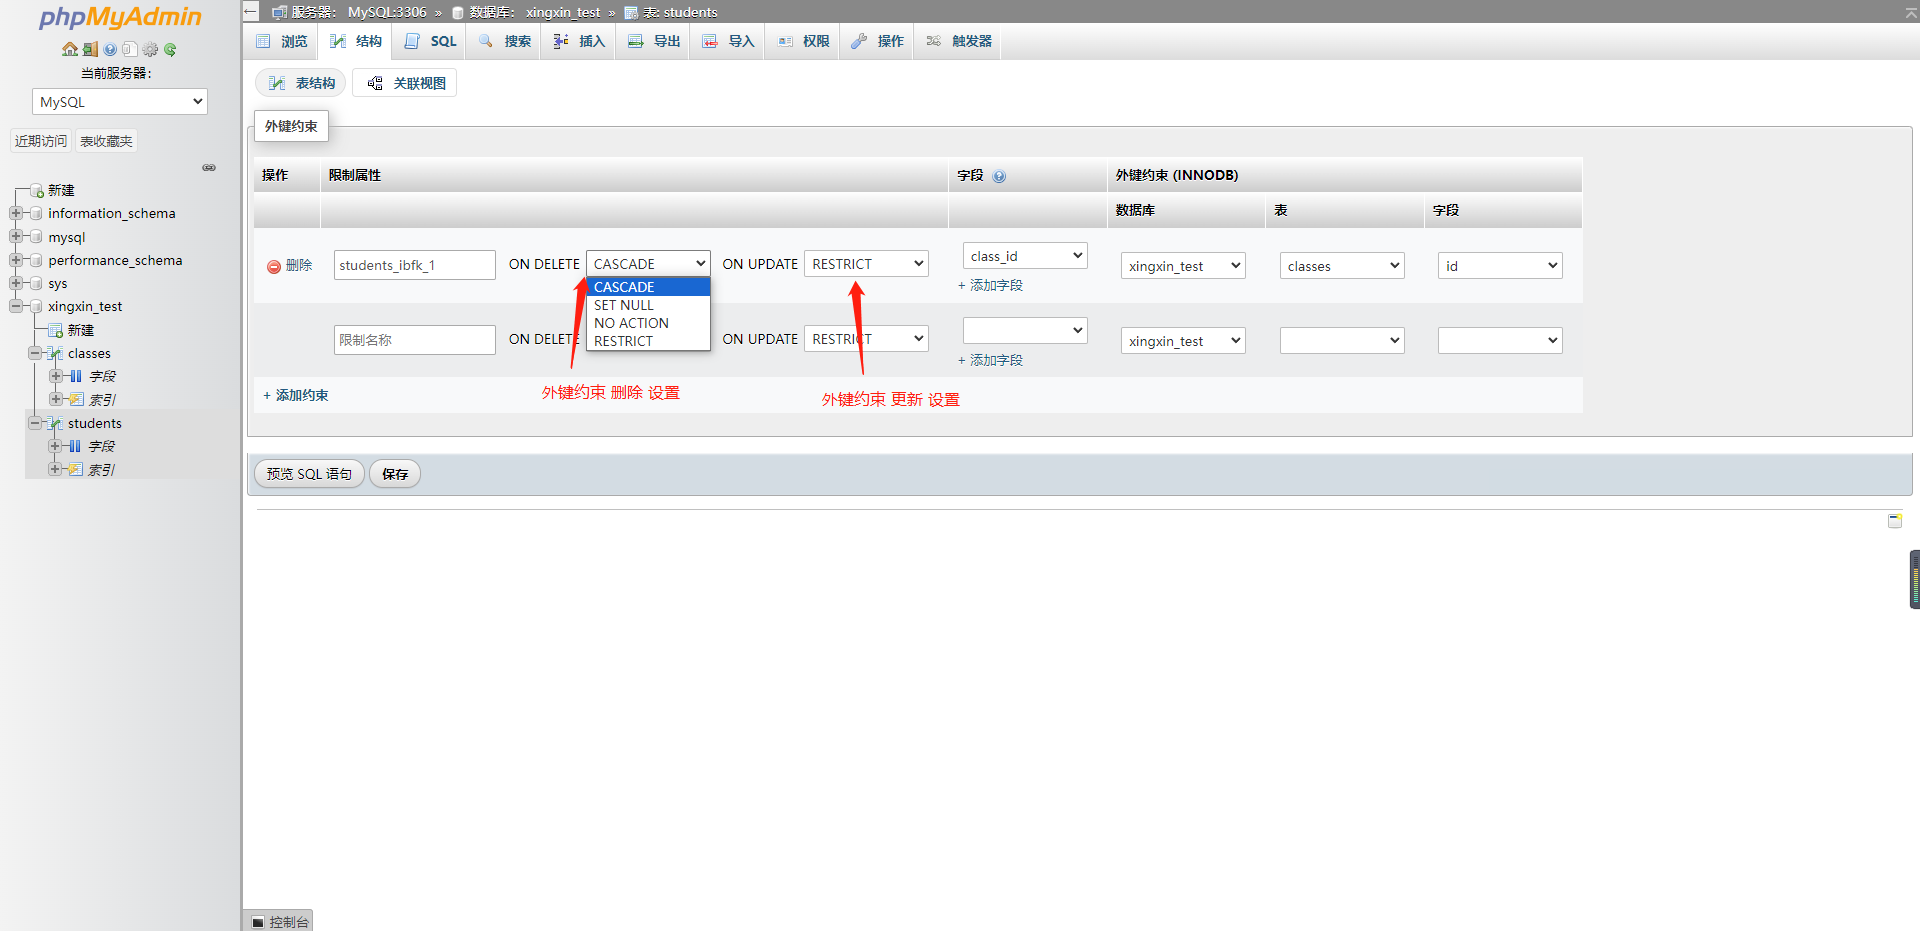 phpMyAdmin
当前服务器：
MySQL
近期访问 表收藏夹
新建
information_schema
mysql
performance_schema
sys
xingxin_test
新建
classes
字段
索引
students
字段
索引
服务器： MySQL:3306 » 数据库： xingxin_test » 表: students
浏览 结构 SQL 搜索 插入 导出 导入 权限 操作 触发器
表结构 关联视图
外键约束
操作 限制属性 字段 外键约束 (INNODB)
数据库 表 字段
删除 students_ibfk_1 ON DELETE CASCADE ON UPDATE RESTRICT class_id xingxin_test classes id
+ 添加字段
CASCADE
SET NULL
NO ACTION
RESTRICT
限制名称 ON DELETE ON UPDATE RESTRICT xingxin_test
+ 添加字段
+ 添加约束
外键约束 删除 设置
外键约束 更新 设置
预览 SQL 语句 保存
控制台